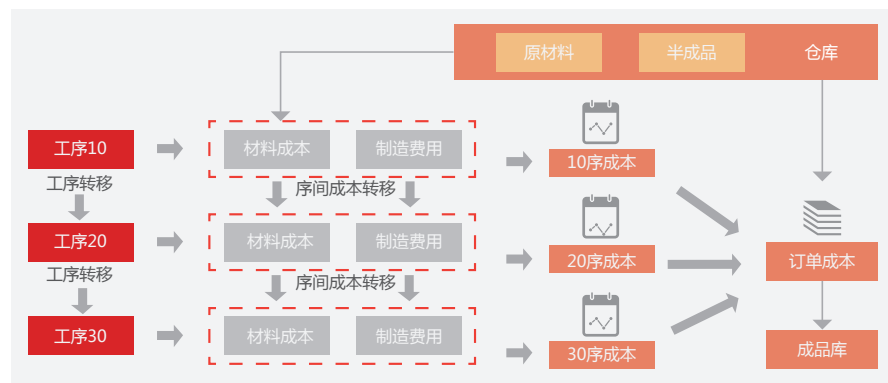 原材料
半成品
仓库
工序10
材料成本
制造费用
10序成本
工序转移
序间成本转移
工序20
材料成本
制造费用
20序成本
订单成本
工序转移
序间成本转移
工序30
材料成本
制造费用
30序成本
成品库